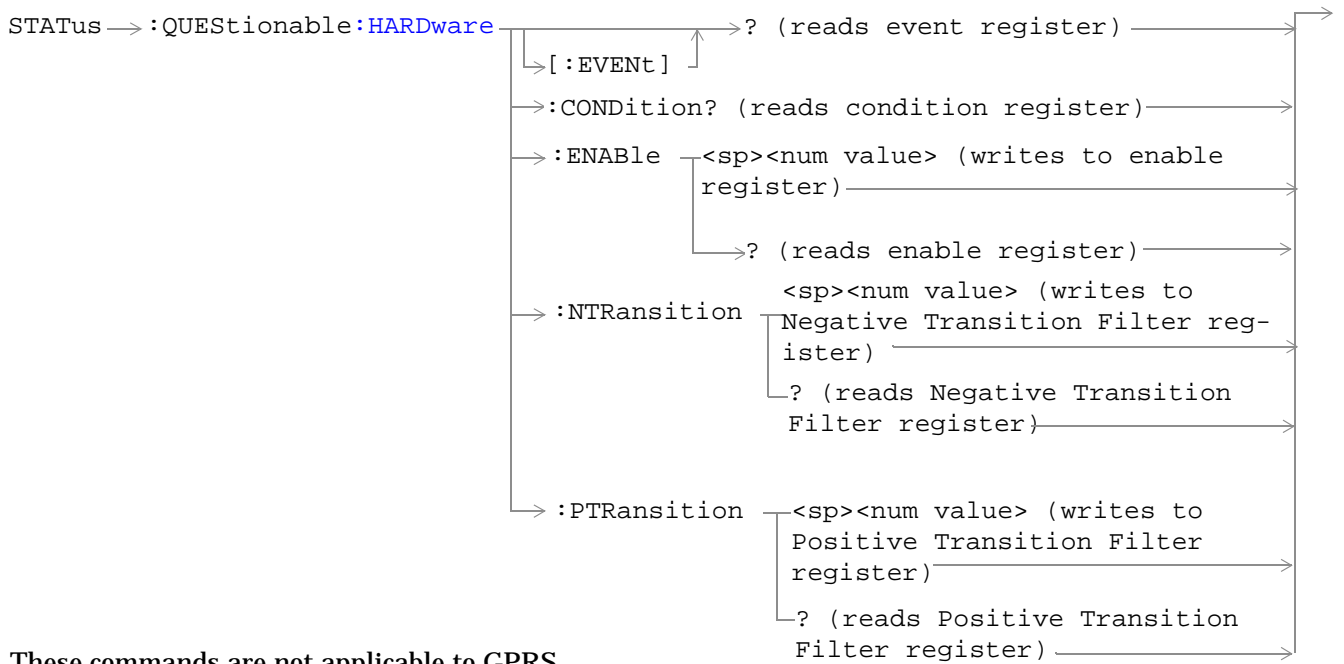 STATus :QUEStionable:HARDware ? (reads event register)
[:EVENt]
:CONDition? (reads condition register)
:ENABle <sp><num value> (writes to enable
register)
? (reads enable register)
:NTRansition <sp><num value> (writes to
Negative Transition Filter reg-
ister)
? (reads Negative Transition
Filter register)
:PTRansition <sp><num value> (writes to
Positive Transition Filter
register)
? (reads Positive Transition
Filter register)
These commands are not applicable to GPRS